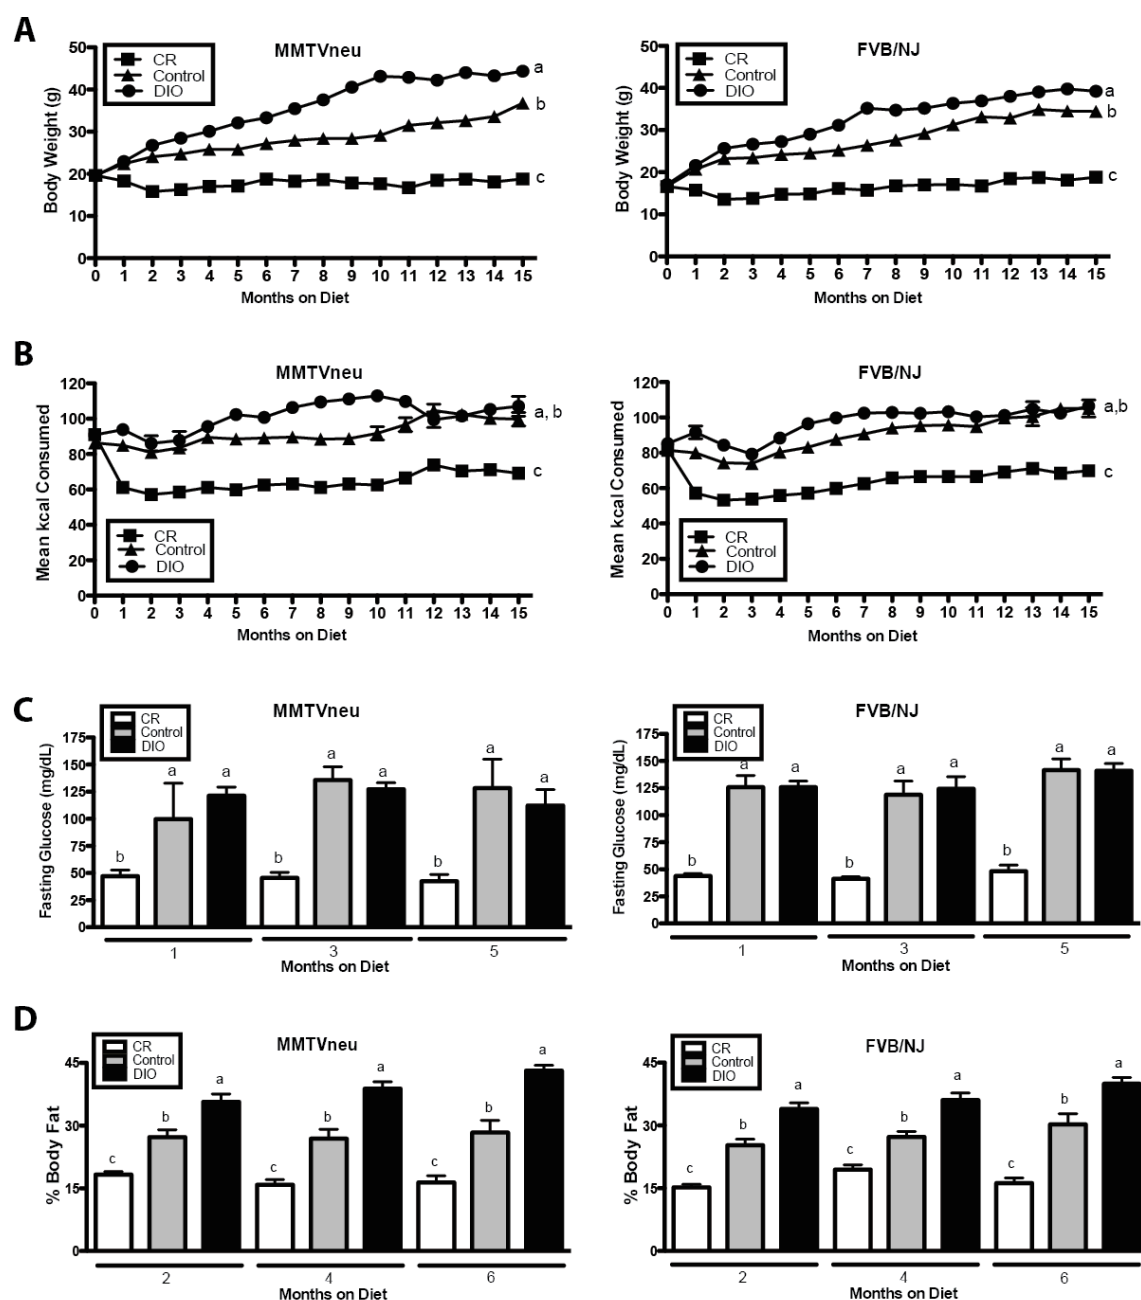 A
MMTVneu
CR
Control
DIO
Body Weight (g)
50
40
30
20
10
0
a
b
c
0 1 2 3 4 5 6 7 8 9 10 11 12 13 14 15
Months on Diet
FVB/NJ
CR
Control
DIO
Body Weight (g)
50
40
30
20
10
0
a
b
c
0 1 2 3 4 5 6 7 8 9 10 11 12 13 14 15
Months on Diet
B
MMTVneu
Mean kcal Consumed
120
100
80
60
40
20
0
a, b
c
CR
Control
DIO
0 1 2 3 4 5 6 7 8 9 10 11 12 13 14 15
Months on Diet
FVB/NJ
Mean kcal Consumed
120
100
80
60
40
20
0
a,b
c
CR
Control
DIO
0 1 2 3 4 5 6 7 8 9 10 11 12 13 14 15
Months on Diet
C
MMTVneu
CR
Control
DIO
Fasting Glucose (mg/dL)
175
150
125
100
75
50
25
0
b a a b a a b a a
1 3 5
Months on Diet
FVB/NJ
CR
Control
DIO
Fasting Glucose (mg/dL)
175
150
125
100
75
50
25
0
b a a b a a b a a
1 3 5
Months on Diet
D
MMTVneu
CR
Control
DIO
% Body Fat
45
30
15
0
c b a c b a c b a
2 4 6
Months on Diet
FVB/NJ
CR
Control
DIO
% Body Fat
45
30
15
0
c b a c b a c b a
2 4 6
Months on Diet